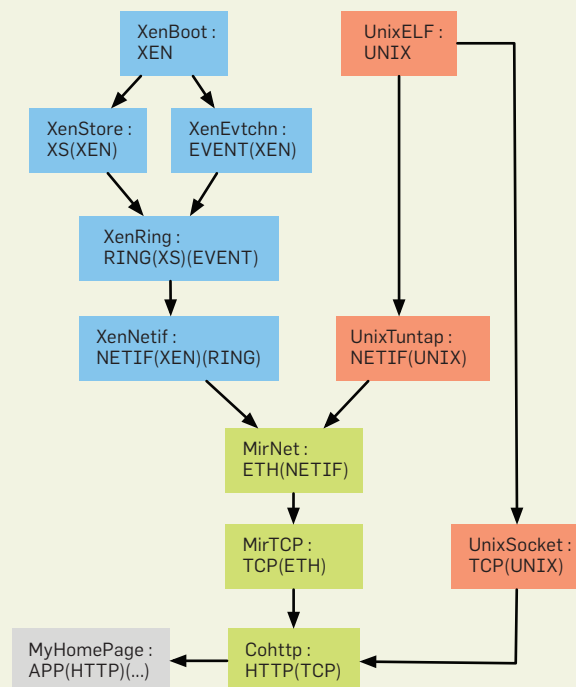 XenBoot :
XEN
UnixELF :
UNIX
XenStore :
XS(XEN)
XenEvtchn :
EVENT(XEN)
XenRing :
RING(XS)(EVENT)
XenNetif :
NETIF(XEN)(RING)
UnixTuntap :
NETIF(UNIX)
MirNet :
ETH(NETIF)
MirTCP :
TCP(ETH)
UnixSocket :
TCP(UNIX)
MyHomePage :
APP(HTTP)(...)
Cohttp :
HTTP(TCP)